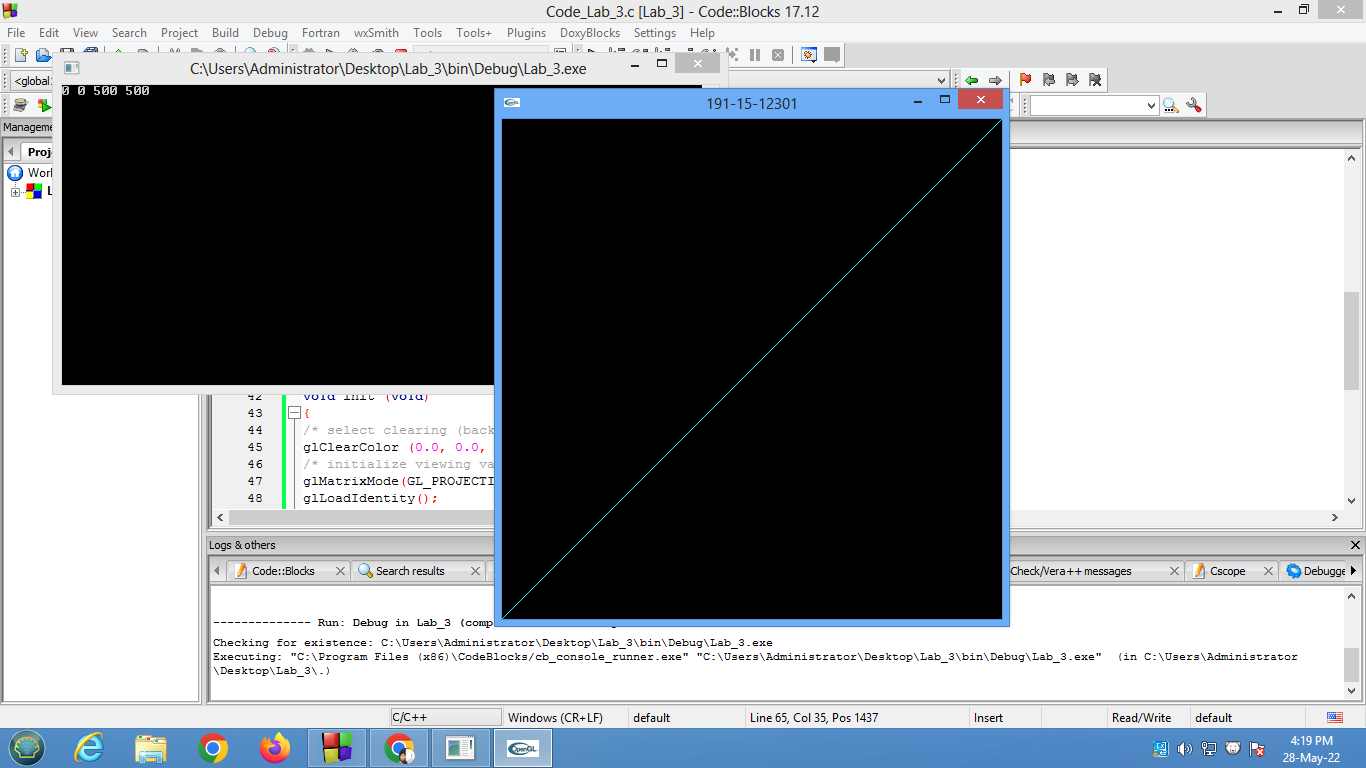 Code_Lab_3.c [Lab_3] - Code::Blocks 17.12
File Edit View Search Project Build Debug Fortran wxSmith Tools Tools+ Plugins DoxyBlocks Settings Help
C:\Users\Administrator\Desktop\Lab_3\bin\Debug\Lab_3.exe
<global>
0 0 500 500
191-15-12301
Manageme
Proj
Work
L
42 void init (void)
43 {
44 /* select clearing (back
45 glClearColor (0.0, 0.0,
46 /* initialize viewing va
47 glMatrixMode(GL_PROJECTI
48 glLoadIdentity();
Logs & others
Code::Blocks Search results Check/Vera++ messages Cscope Debugge
-------------- Run: Debug in Lab_3 (comp
Checking for existence: C:\Users\Administrator\Desktop\Lab_3\bin\Debug\Lab_3.exe
Executing: "C:\Program Files (x86)\CodeBlocks/cb_console_runner.exe" "C:\Users\Administrator\Desktop\Lab_3\bin\Debug\Lab_3.exe"  (in C:\Users\Administrator
\Desktop\Lab_3\.)
C/C++ Windows (CR+LF) default Line 65, Col 35, Pos 1437 Insert Read/Write default
OpenGL
4:19 PM
28-May-22